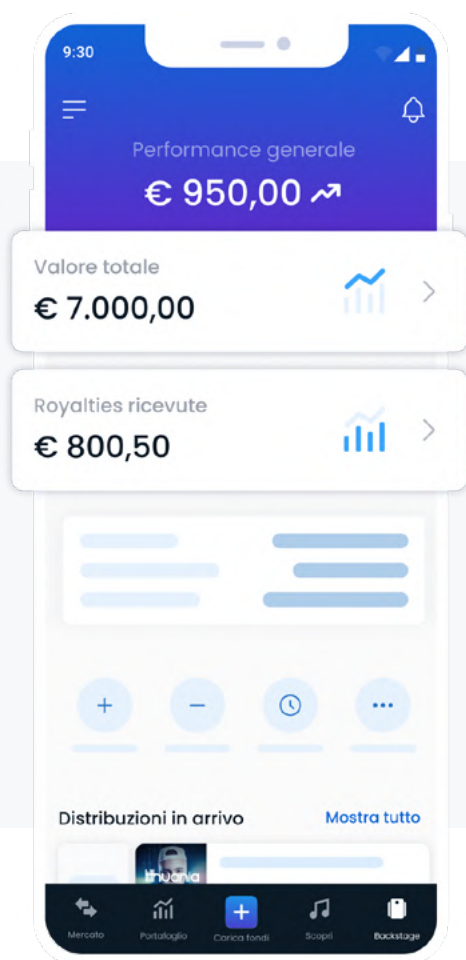 9:30
Performance generale
€ 950,00
Valore totale
€ 7.000,00
Royalties ricevute
€ 800,50
Distribuzioni in arrivo
Mostra tutto
lithuania
Mercato
Portafoglio
Carica fondi
Scopri
Backstage